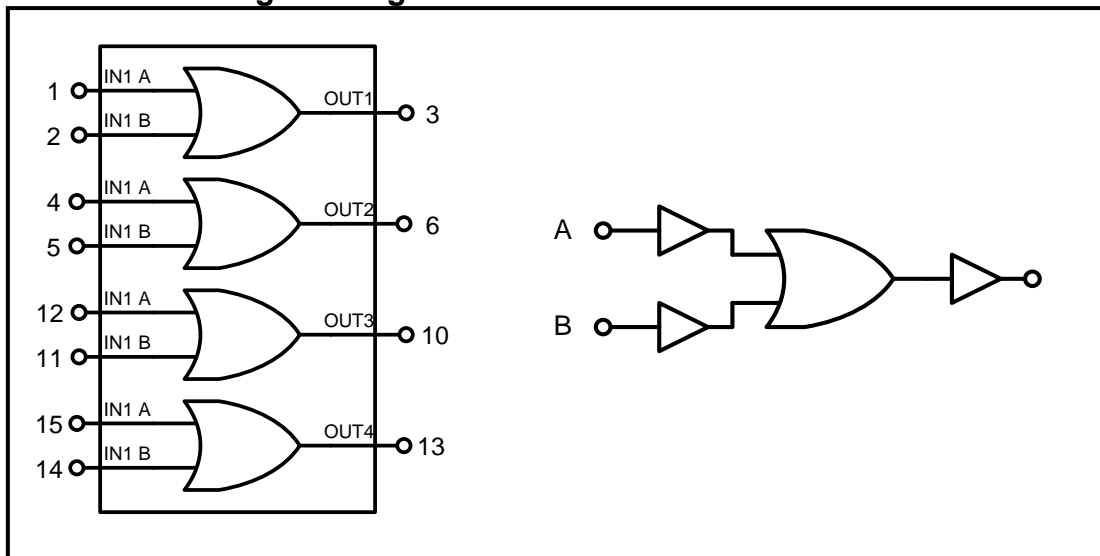 1 IN1 A OUT1 3
2 IN1 B
4 IN1 A OUT2 6
5 IN1 B
12 IN1 A OUT3 10
11 IN1 B
15 IN1 A OUT4 13
14 IN1 B
A
B